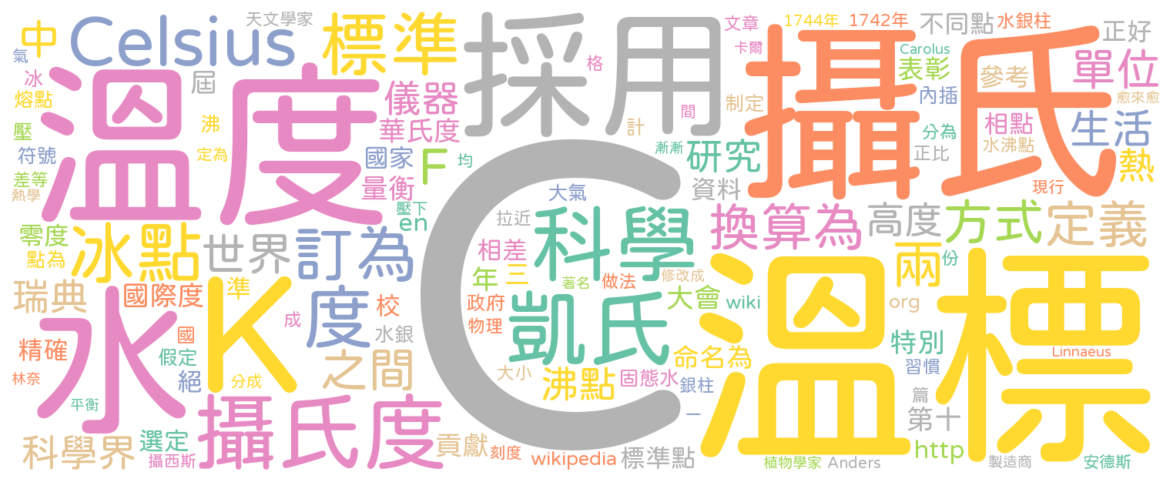 氣
中
Celsius
天文學家
標準
採用
格
文章
卡爾
1744年
1742年
Carolus
不同點
水銀柱
表彰
正好
單位
冰
熔點
屆
溫度
儀器
華氏度
計
間
制定
攝氏
內插
參考
愈來愈
壓
沸
符號
定為
差等
熱學
國家
F
量衡
壓下
en
均
漸漸
研究
資料
分為
正比
相點
水沸點
現行
生活
熱
零度
點為
冰點
世界
訂為
大氣
拉近
科學
相差
換算為
高度
方式
定義
瑞典
國際度
準
K
度
校
年
三
著名
做法
修改成
大會
wiki
兩
份
org
水
國
成
水銀
政府
物理
凱氏
C
溫標
精確
假定
林奈
絕
分成
之間
大小
沸點
固態水
命名為
銀柱
特別
習慣
Linnaeus
平衡
攝氏度
一
篇
第十
科學界
選定
攝西斯
貢獻
刻度
wikipedia
標準點
植物學家
Anders
http
製造商
安德斯